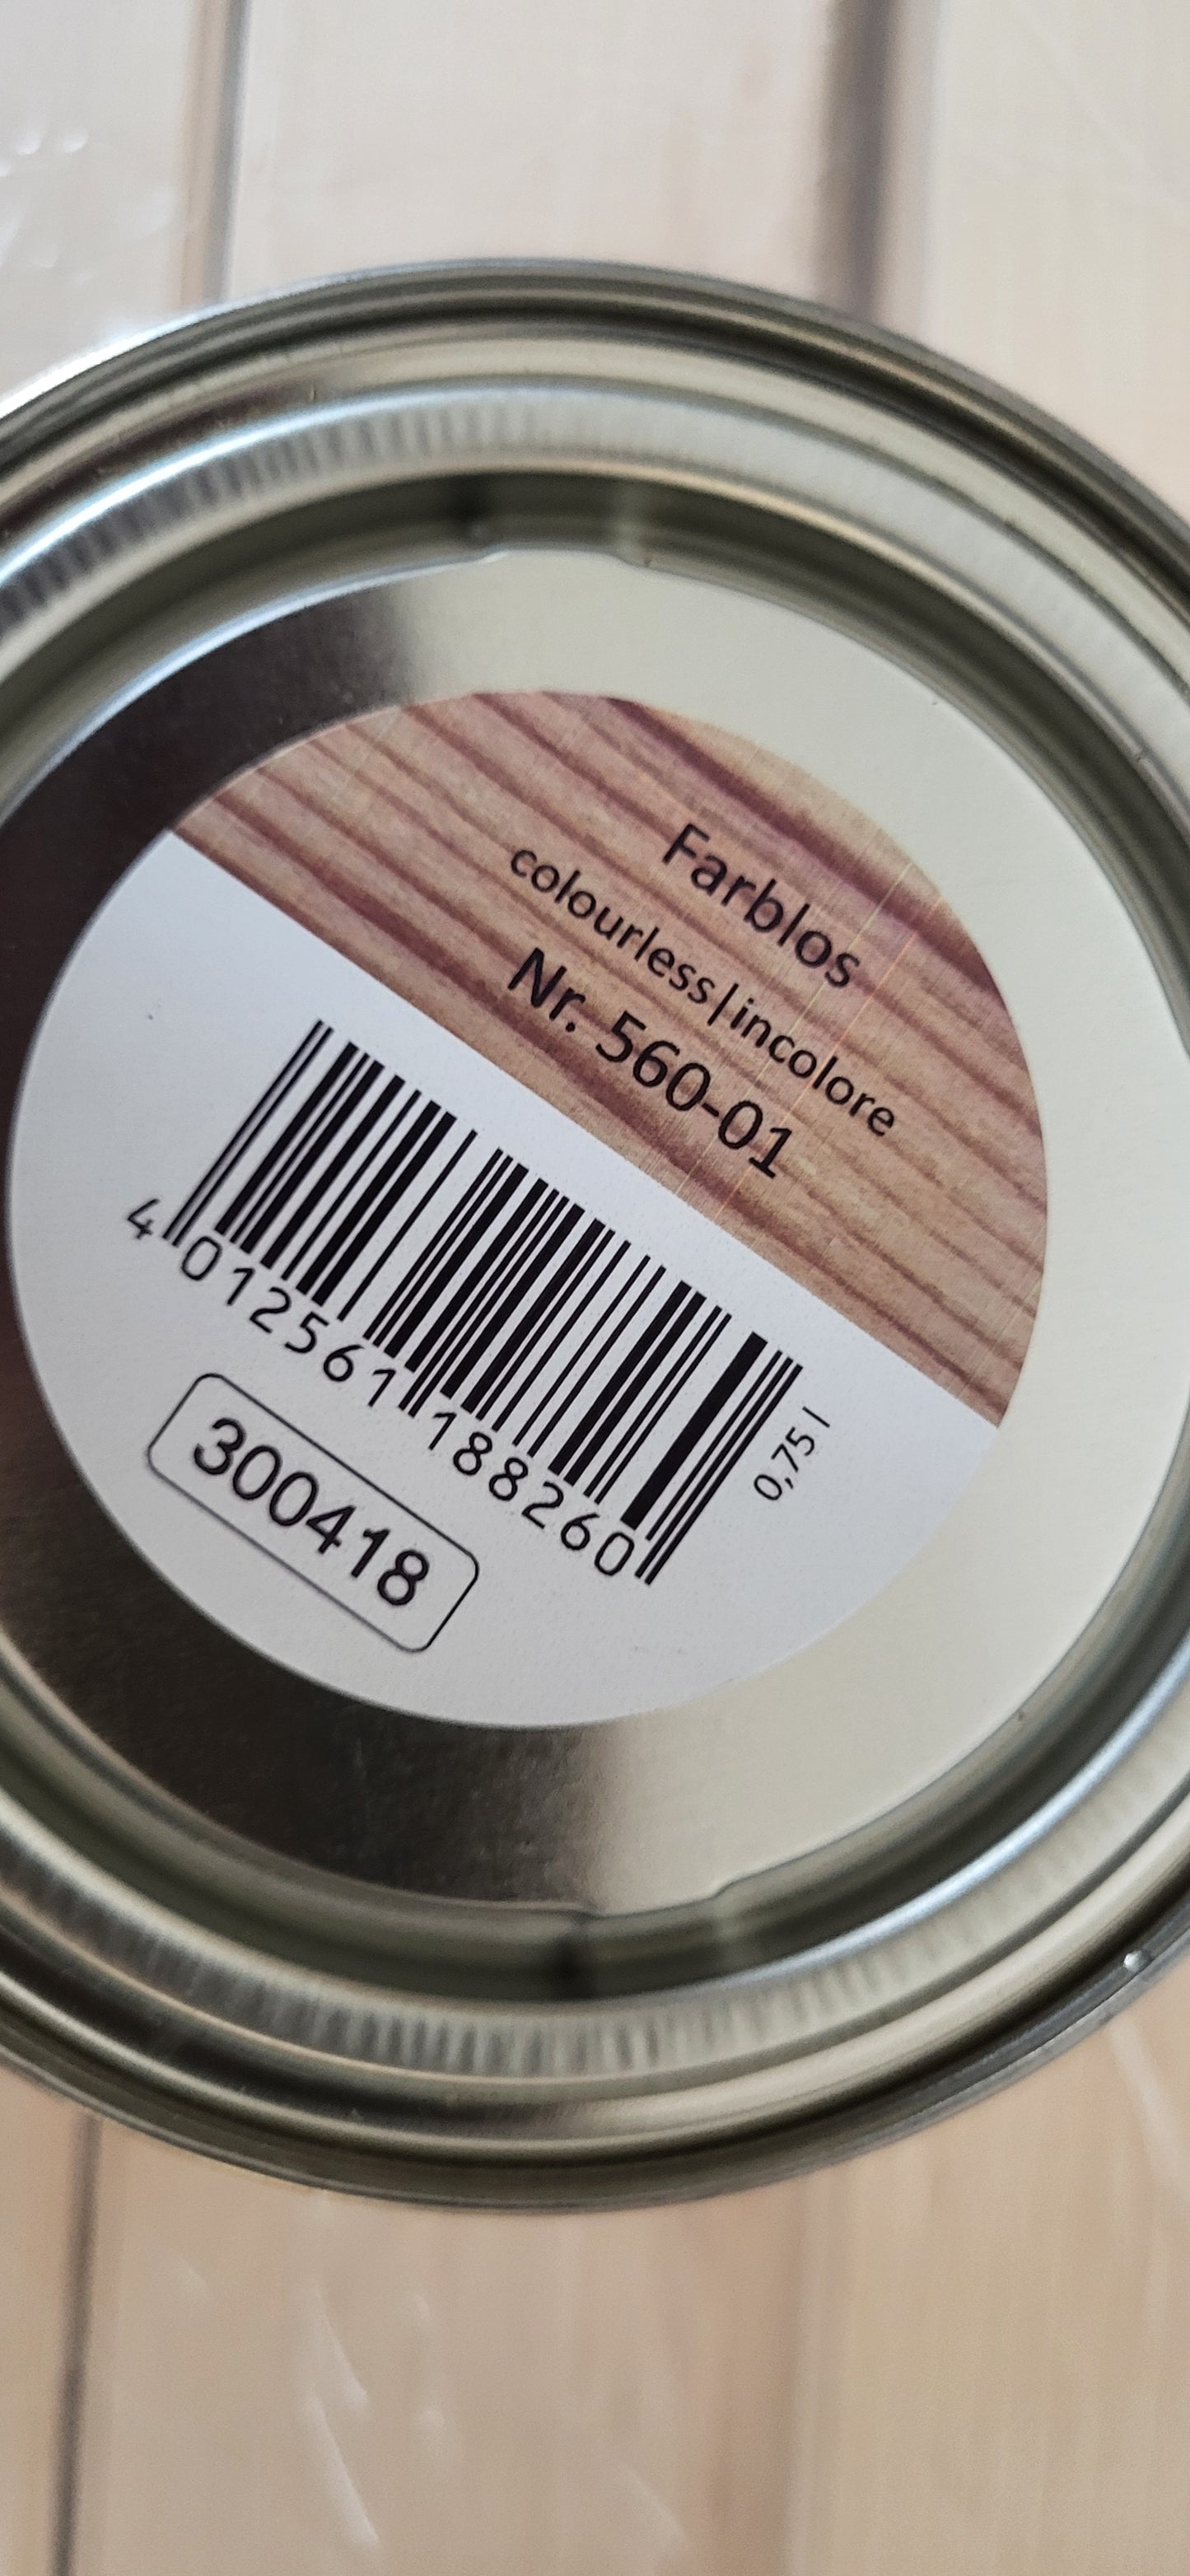 Farblos
colourless|incolore
Nr. 560-01
4 012561 188260
0,75 l
300418